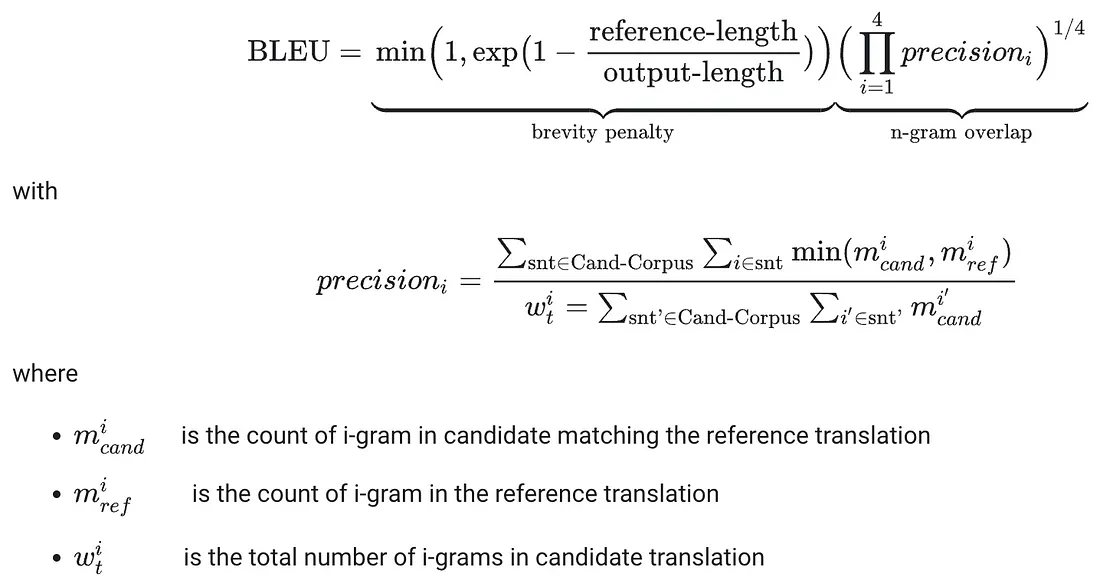 BLEU = min(1, exp(1 − reference-length / output-length)) (∏_{i=1}^{4} precision_i)^{1/4}
brevity penalty n-gram overlap
with
precision_i = ∑_{snt∈Cand-Corpus} ∑_{i∈snt} min(m^i_{cand}, m^i_{ref}) / w_t^i = ∑_{snt’∈Cand-Corpus} ∑_{i′∈snt’} m^{i′}_{cand}
where
• m^i_{cand} is the count of i-gram in candidate matching the reference translation
• m^i_{ref} is the count of i-gram in the reference translation
• w^i_t is the total number of i-grams in candidate translation